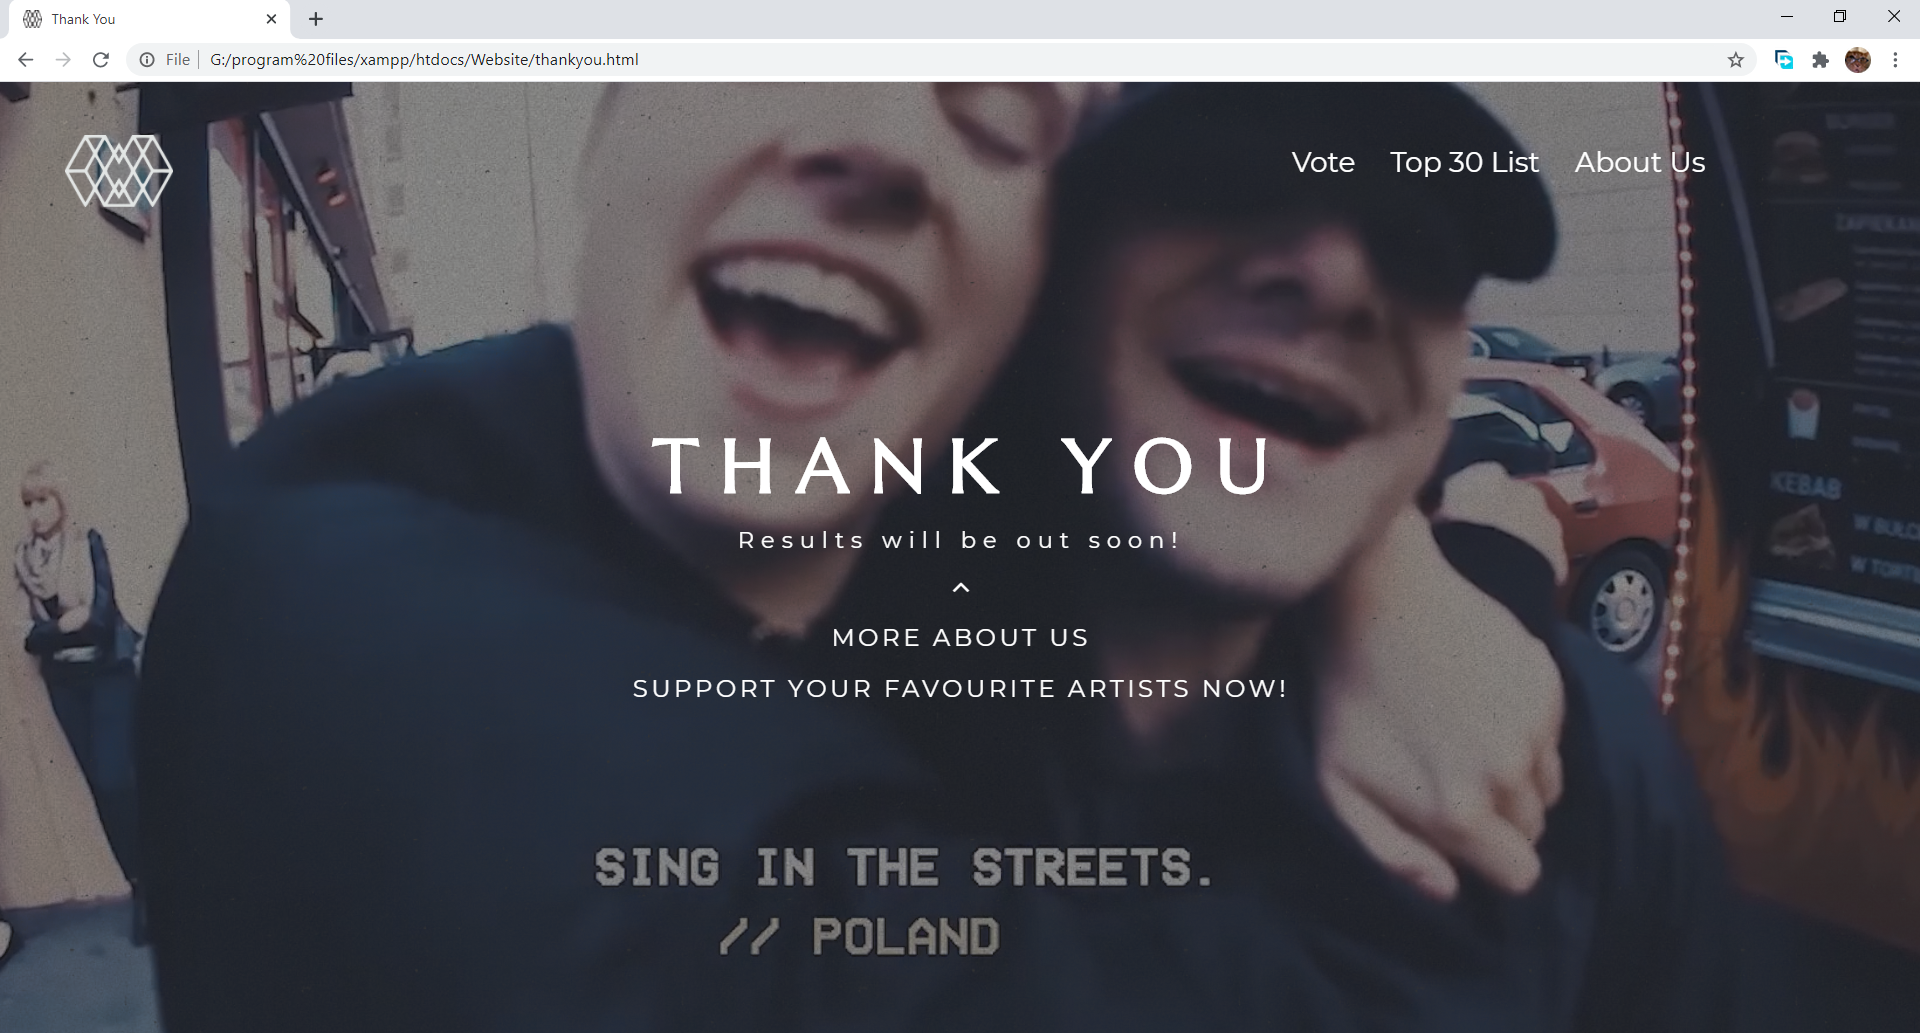 Thank You
File
G:/program%20files/xampp/htdocs/Website/thankyou.html
Vote
Top 30 List
About Us
THANK YOU
Results will be out soon!
MORE ABOUT US
SUPPORT YOUR FAVOURITE ARTISTS NOW!
SING IN THE STREETS.
// POLAND
KEBAB